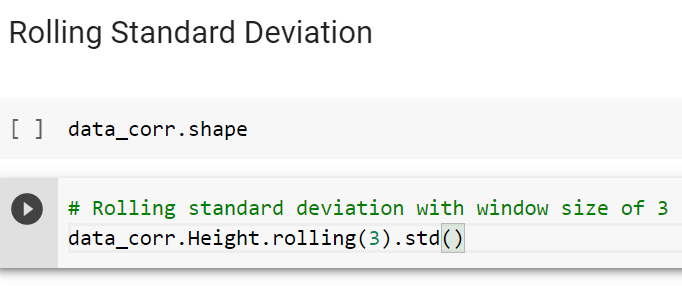 Rolling Standard Deviation
[ ] data_corr.shape
# Rolling standard deviation with window size of 3
data_corr.Height.rolling(3).std()